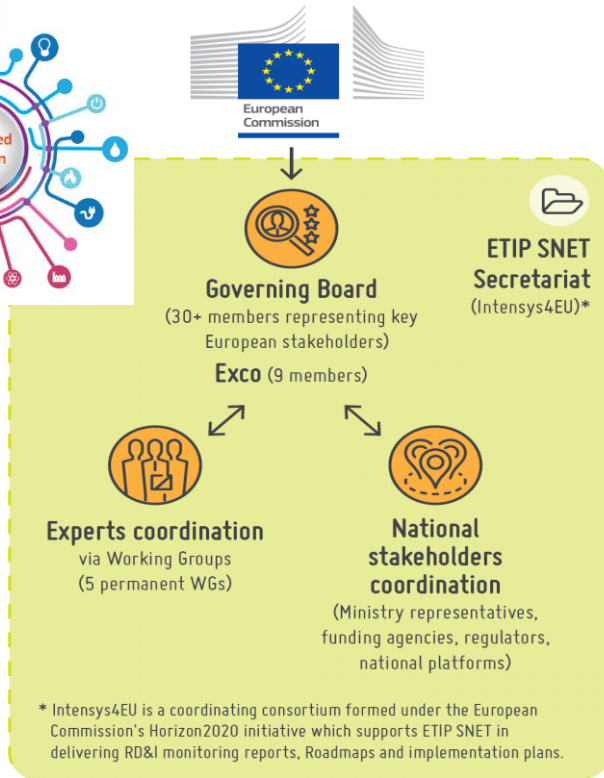 European
Commission
Governing Board
(30+ members representing key
European stakeholders)
Exco (9 members)
ETIP SNET
Secretariat
(Intensys4EU)*
Experts coordination
via Working Groups
(5 permanent WGs)
National
stakeholders
coordination
(Ministry representatives,
funding agencies, regulators,
national platforms)
* Intensys4EU is a coordinating consortium formed under the European
Commission's Horizon2020 initiative which supports ETIP SNET in
delivering RD&I monitoring reports, Roadmaps and implementation plans.